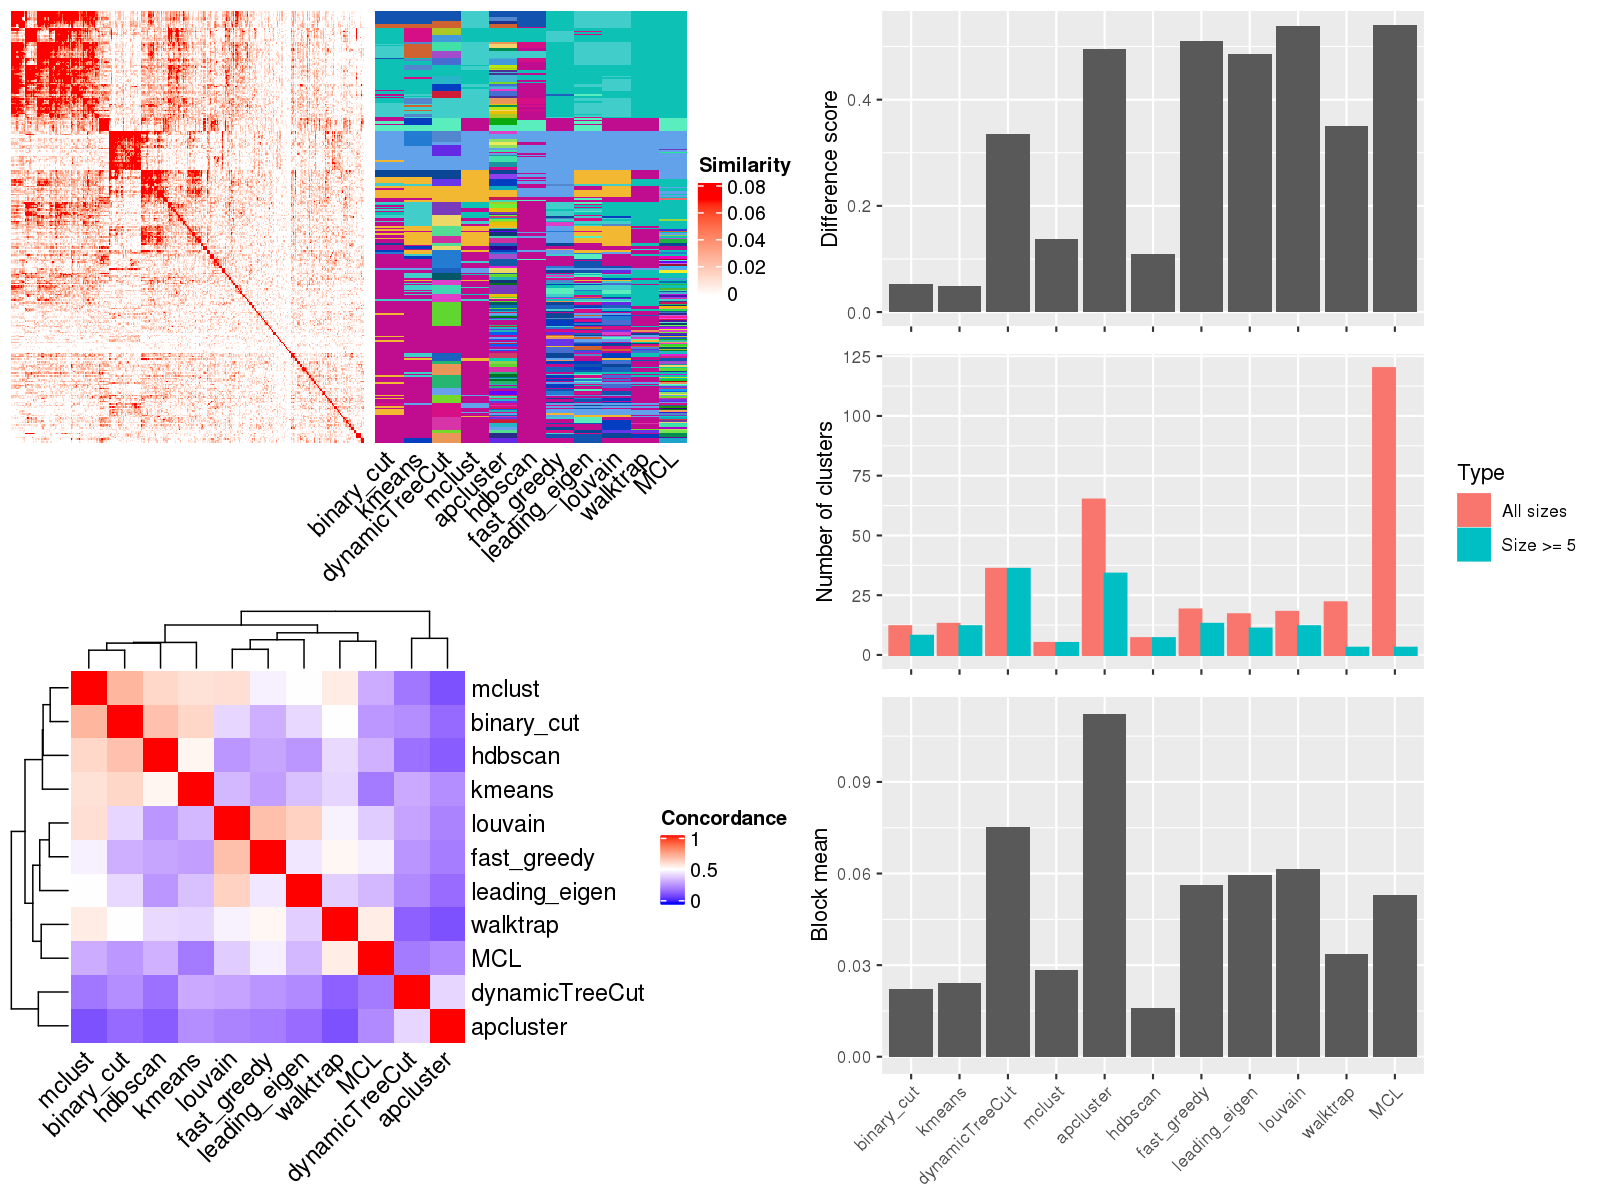 Similarity
0.08
0.06
0.04
0.02
0
binary_cut
kmeans
dynamicTreeCut
mclust
apcluster
hdbscan
fast_greedy
leading_eigen
louvain
walktrap
MCL
mclust
binary_cut
hdbscan
kmeans
louvain
fast_greedy
leading_eigen
walktrap
MCL
dynamicTreeCut
apcluster
mclust
binary_cut
hdbscan
kmeans
louvain
fast_greedy
leading_eigen
walktrap
MCL
dynamicTreeCut
apcluster
Concordance
1
0.5
0
Difference score
0.4
0.2
0.0
Number of clusters
125
100
75
50
25
0
Type
All sizes
Size >= 5
Block mean
0.09
0.06
0.03
0.00
binary_cut
kmeans
dynamicTreeCut
mclust
apcluster
hdbscan
fast_greedy
leading_eigen
louvain
walktrap
MCL